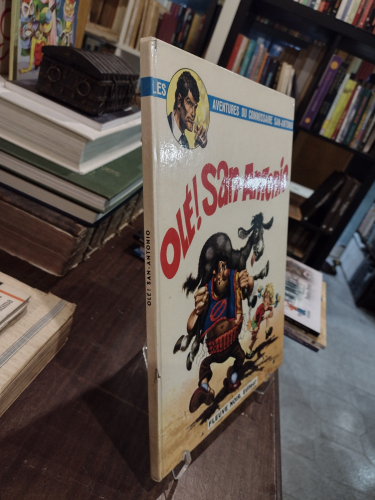 LES
AVENTURES DU COMMISSAIRE SAN-ANTONIO
OLÉ! San-Antonio
FLEUVE NOIR
OLÉ! SAN-ANTONIO